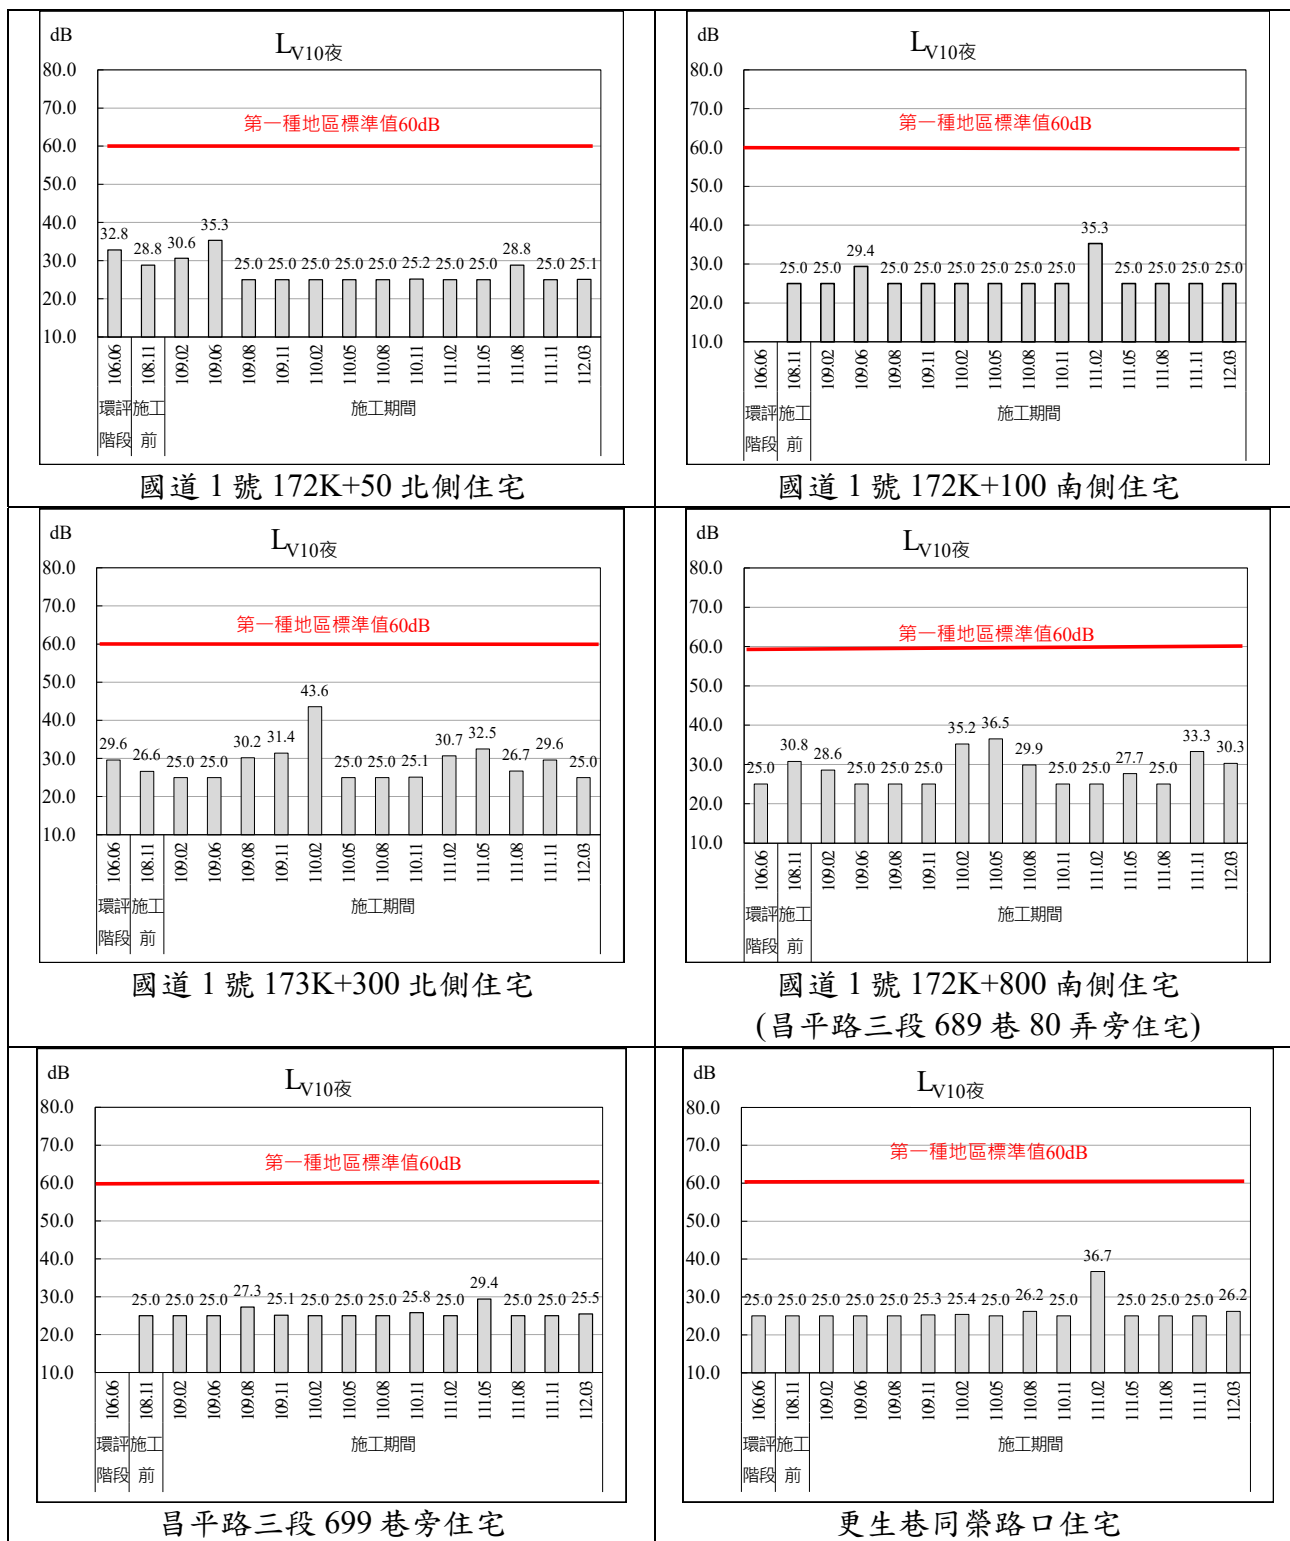 dB
L_V10夜
80.0
70.0
第一種地區標準值60dB
60.0
50.0
40.0
30.0
20.0
10.0
32.8 28.8 30.6 35.3 25.0 25.0 25.0 25.0 25.0 25.2 25.0 25.0 28.8 25.0 25.1
106.06 108.11 109.02 109.06 109.08 109.11 110.02 110.05 110.08 110.11 111.02 111.05 111.08 111.11 112.03
環評階段 施工前 施工期間
國道 1 號 172K+50 北側住宅
dB
L_V10夜
80.0
70.0
第一種地區標準值60dB
60.0
50.0
40.0
30.0
20.0
10.0
25.0 25.0 29.4 25.0 25.0 25.0 25.0 25.0 25.0 35.3 25.0 25.0 25.0 25.0
106.06 108.11 109.02 109.06 109.08 109.11 110.02 110.05 110.08 110.11 111.02 111.05 111.08 111.11 112.03
環評階段 施工前 施工期間
國道 1 號 172K+100 南側住宅
dB
L_V10夜
80.0
70.0
第一種地區標準值60dB
60.0
50.0
40.0
30.0
20.0
10.0
29.6 26.6 25.0 25.0 30.2 31.4 43.6 25.0 25.0 25.1 30.7 32.5 26.7 29.6 25.0
106.06 108.11 109.02 109.06 109.08 109.11 110.02 110.05 110.08 110.11 111.02 111.05 111.08 111.11 112.03
環評階段 施工前 施工期間
國道 1 號 173K+300 北側住宅
dB
L_V10夜
80.0
70.0
第一種地區標準值60dB
60.0
50.0
40.0
30.0
20.0
10.0
25.0 30.8 28.6 25.0 25.0 25.0 35.2 36.5 29.9 25.0 25.0 27.7 25.0 33.3 30.3
106.06 108.11 109.02 109.06 109.08 109.11 110.02 110.05 110.08 110.11 111.02 111.05 111.08 111.11 112.03
環評階段 施工前 施工期間
國道 1 號 172K+800 南側住宅
(昌平路三段 689 巷 80 弄旁住宅)
dB
L_V10夜
80.0
70.0
第一種地區標準值60dB
60.0
50.0
40.0
30.0
20.0
10.0
25.0 25.0 25.0 27.3 25.1 25.0 25.0 25.0 25.8 25.0 29.4 25.0 25.0 25.5
106.06 108.11 109.02 109.06 109.08 109.11 110.02 110.05 110.08 110.11 111.02 111.05 111.08 111.11 112.03
環評階段 施工前 施工期間
昌平路三段 699 巷旁住宅
dB
L_V10夜
80.0
70.0
第一種地區標準值60dB
60.0
50.0
40.0
30.0
20.0
10.0
25.0 25.0 25.0 25.0 25.0 25.3 25.4 25.0 26.2 25.0 36.7 25.0 25.0 25.0 26.2
106.06 108.11 109.02 109.06 109.08 109.11 110.02 110.05 110.08 110.11 111.02 111.05 111.08 111.11 112.03
環評階段 施工前 施工期間
更生巷同榮路口住宅